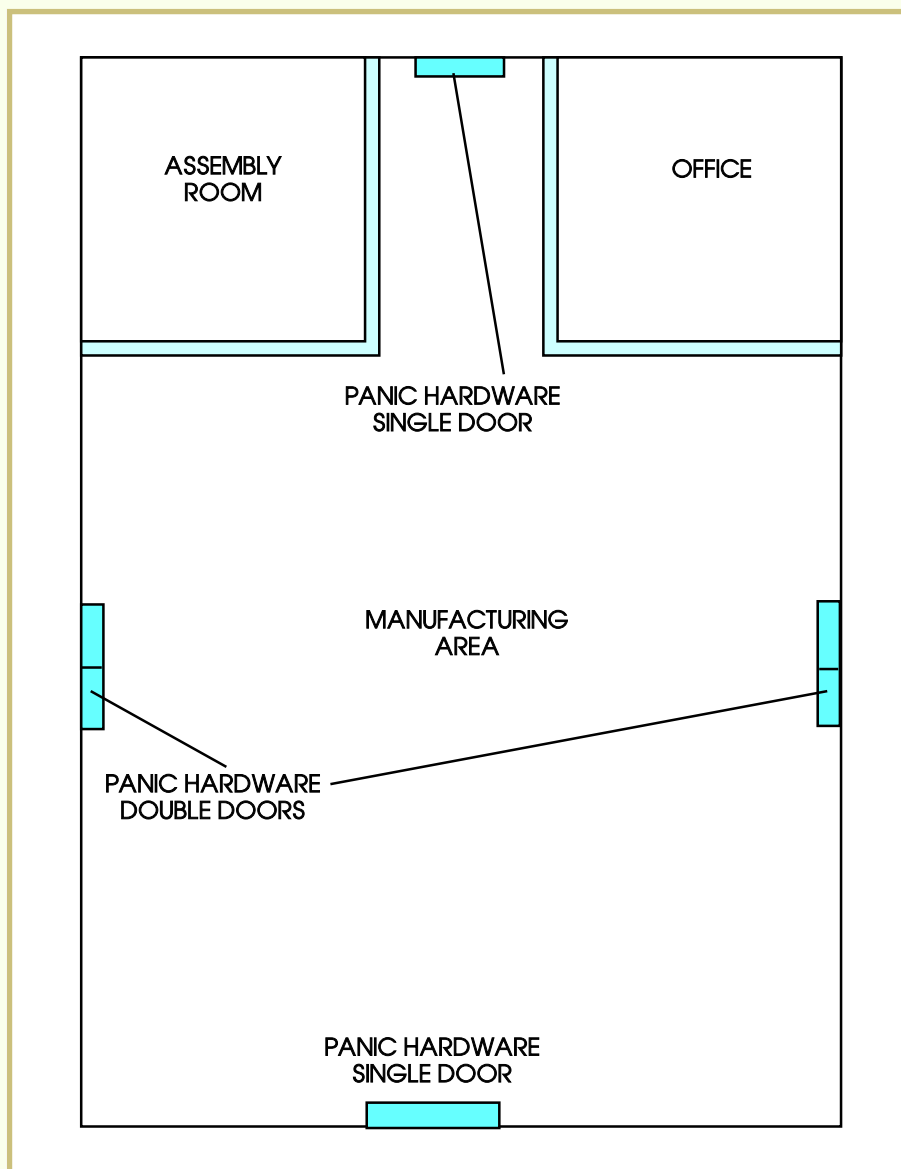 ASSEMBLY
ROOM
OFFICE
PANIC HARDWARE
SINGLE DOOR
MANUFACTURING
AREA
PANIC HARDWARE
DOUBLE DOORS
PANIC HARDWARE
SINGLE DOOR